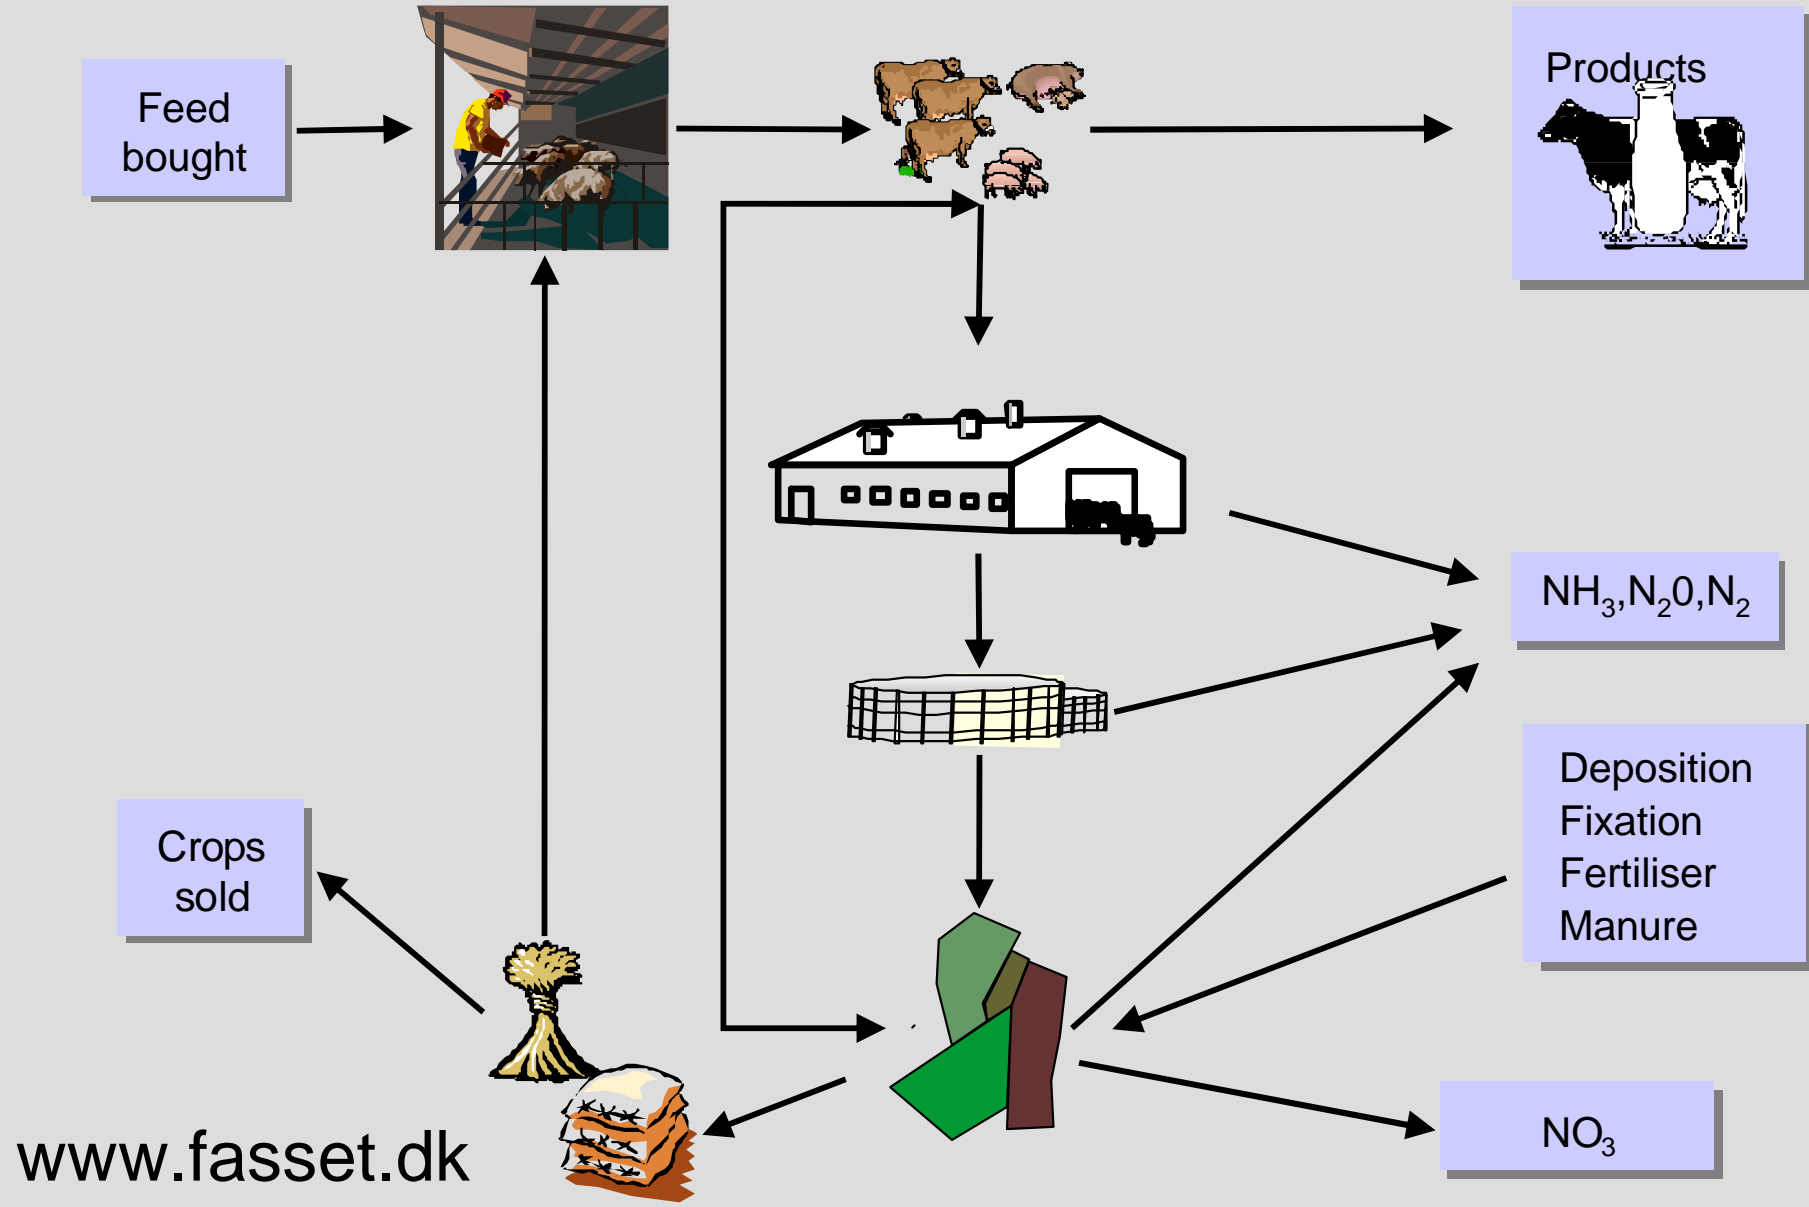 Feed
bought
Products
NH₃,N₂0,N₂
Deposition
Fixation
Fertiliser
Manure
Crops
sold
NO₃
www.fasset.dk